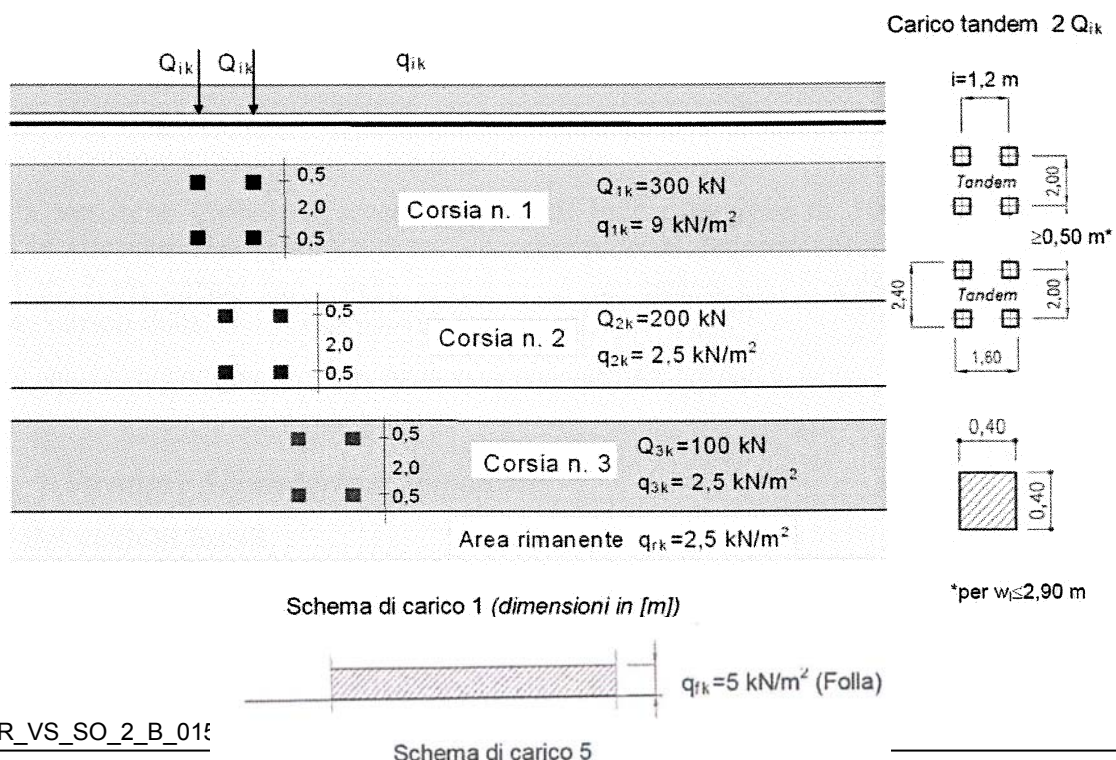 Carico tandem 2 Qik
Qik Qik qik
i=1,2 m
0,5
2,0
0,5
Corsia n. 1
Q1k=300 kN
q1k= 9 kN/m²
Tandem
2,00
≥0,50 m*
0,5
2,0
0,5
Corsia n. 2
Q2k=200 kN
q2k= 2,5 kN/m²
2,40
Tandem
2,00
1,60
0,5
2,0
0,5
Corsia n. 3
Q3k=100 kN
q3k= 2,5 kN/m²
0,40
0,40
Area rimanente qrk=2,5 kN/m²
*per wl≤2,90 m
Schema di carico 1 (dimensioni in [m])
qfk=5 kN/m² (Folla)
R_VS_SO_2_B_015
Schema di carico 5